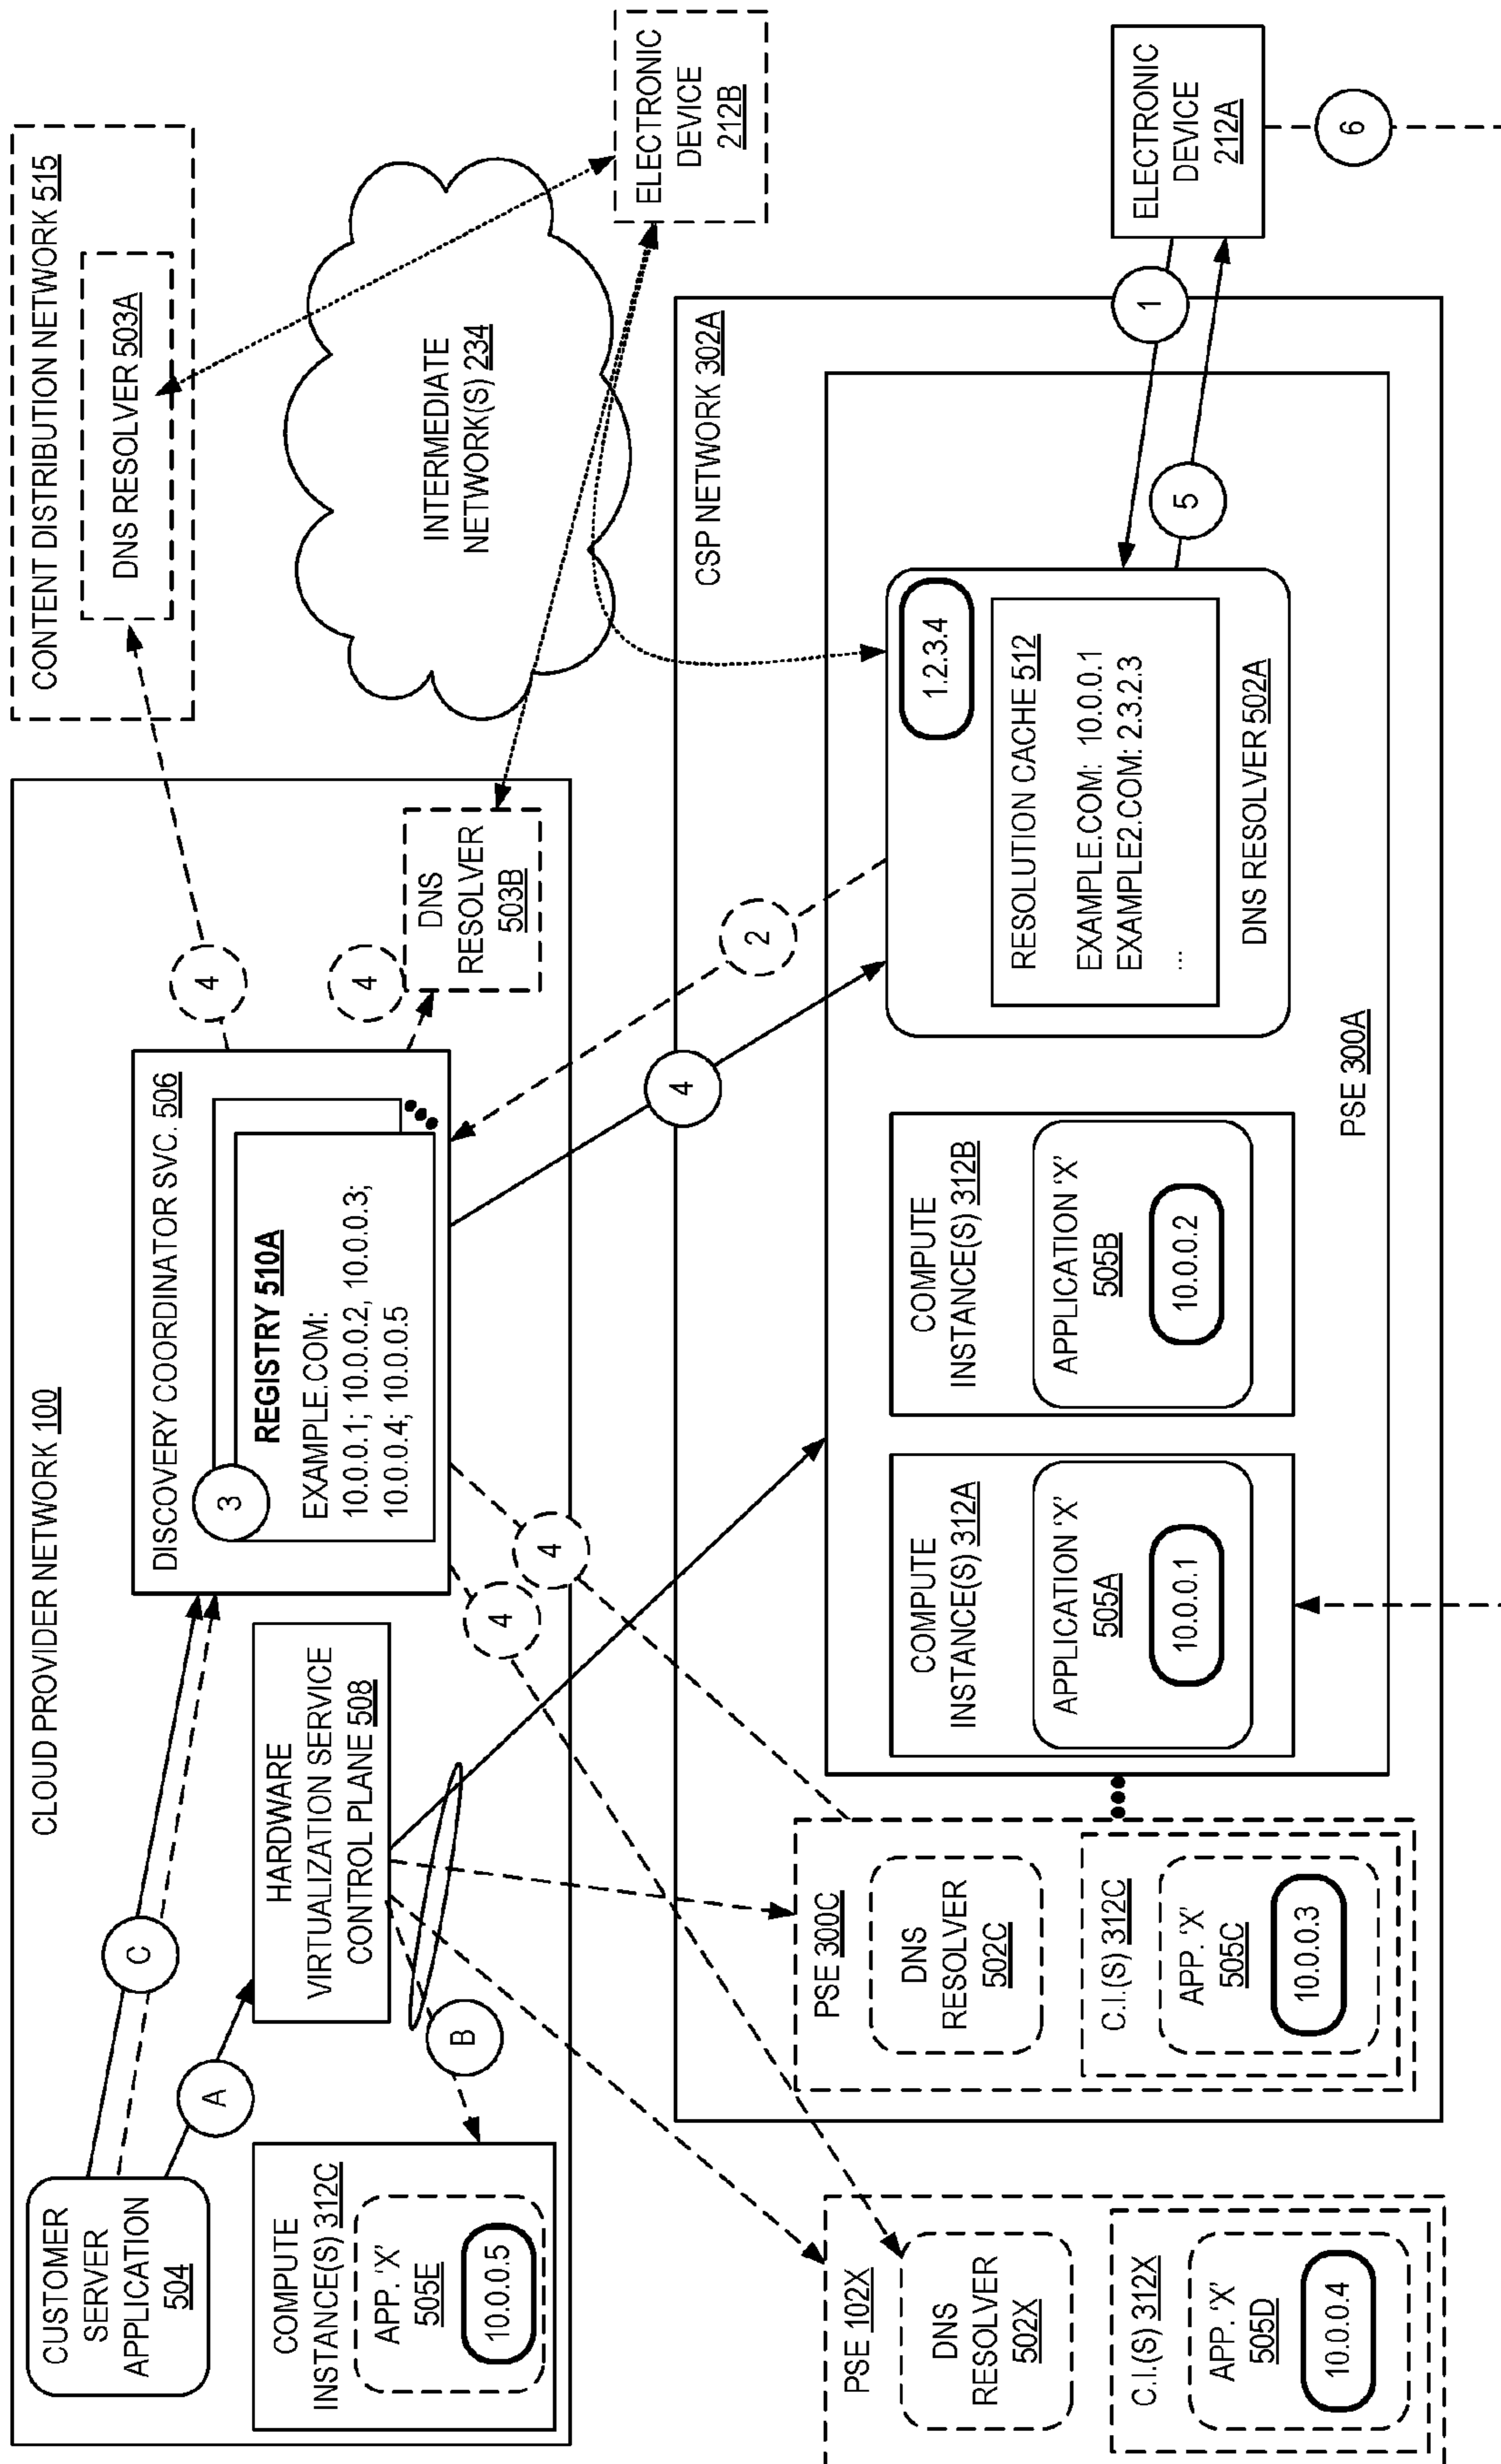 CLOUD PROVIDER NETWORK 100
CUSTOMER
SERVER
APPLICATION
504
C
A
DISCOVERY COORDINATOR SVC. 506
3
REGISTRY 510A
EXAMPLE.COM:
10.0.0.1; 10.0.0.2, 10.0.0.3;
10.0.0.4; 10.0.0.5
4
4
CONTENT DISTRIBUTION NETWORK 515
DNS RESOLVER 503A
HARDWARE
VIRTUALIZATION SERVICE
CONTROL PLANE 508
COMPUTE
INSTANCE(S) 312C
APP. ‘X’
505E
10.0.0.5
B
4
4
DNS
RESOLVER
503B
INTERMEDIATE
NETWORK(S) 234
ELECTRONIC
DEVICE
212B
4
2
CSP NETWORK 302A
PSE 102X
DNS
RESOLVER
502X
C.I.(S) 312X
APP. ‘X’
505D
10.0.0.4
PSE 300C
DNS
RESOLVER
502C
C.I.(S) 312C
APP. ‘X’
505C
10.0.0.3
COMPUTE
INSTANCE(S) 312A
APPLICATION ‘X’
505A
10.0.0.1
COMPUTE
INSTANCE(S) 312B
APPLICATION ‘X’
505B
10.0.0.2
1.2.3.4
RESOLUTION CACHE 512
EXAMPLE.COM: 10.0.0.1
EXAMPLE2.COM: 2.3.2.3
...
DNS RESOLVER 502A
PSE 300A
1
5
ELECTRONIC
DEVICE
212A
6